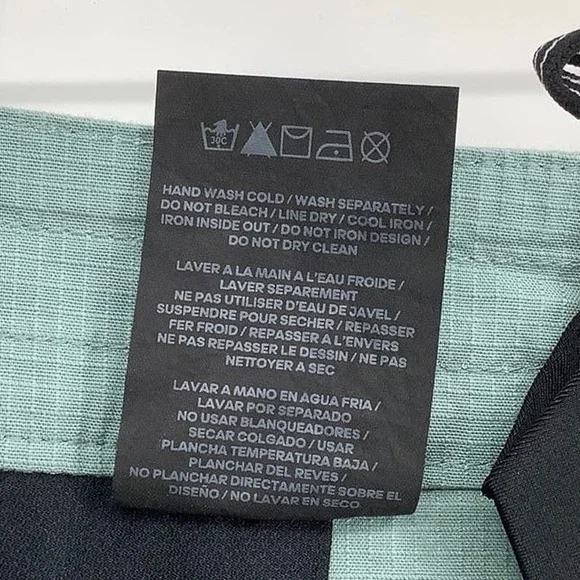 30C
HAND WASH COLD / WASH SEPARATELY /
DO NOT BLEACH / LINE DRY / COOL IRON /
IRON INSIDE OUT / DO NOT IRON DESIGN /
DO NOT DRY CLEAN
LAVER A LA MAIN A L'EAU FROIDE /
LAVER SEPAREMENT
NE PAS UTILISER D'EAU DE JAVEL /
SUSPENDRE POUR SECHER / REPASSER
FER FROID / REPASSER A L'ENVERS
NE PAS REPASSER LE DESSIN / NE PAS
NETTOYER A SEC
LAVAR A MANO EN AGUA FRIA /
LAVAR POR SEPARADO
NO USAR BLANQUEADORES /
SECAR COLGADO / USAR
PLANCHA TEMPERATURA BAJA /
PLANCHAR DEL REVES /
NO PLANCHAR DIRECTAMENTE SOBRE EL
DISEÑO / NO LAVAR EN SECO